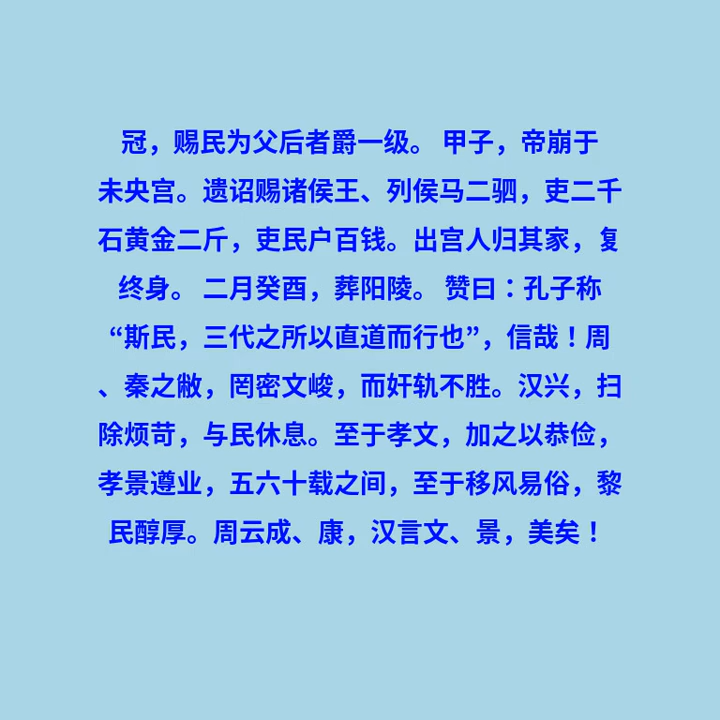 冠，赐民为父后者爵一级。 甲子，帝崩于
未央宫。遗诏赐诸侯王、列侯马二驷，吏二千
石黄金二斤，吏民户百钱。出宫人归其家，复
终身。 二月癸酉，葬阳陵。 赞曰：孔子称
“斯民，三代之所以直道而行也”，信哉！周
、秦之敝，罔密文峻，而奸轨不胜。汉兴，扫
除烦苛，与民休息。至于孝文，加之以恭俭，
孝景遵业，五六十载之间，至于移风易俗，黎
民醇厚。周云成、康，汉言文、景，美矣！